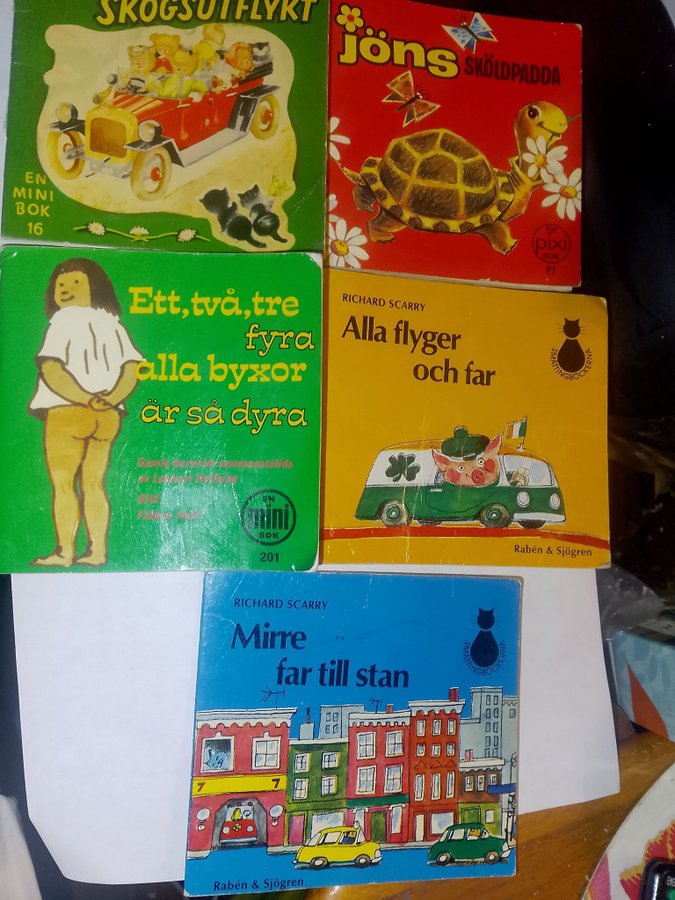 SKOGSUTFLYKT
EN
MINI
BOK
16
jöns SKÖLDPADDA
EN
pixi
BOK
97
Ett, två, tre
fyra
alla byxor
är så dyra
EN
mini
BOK
201
RICHARD SCARRY
Alla flyger
och far
SMÅTTINGBÖCKERNA
Rabén & Sjögren
RICHARD SCARRY
Mirre
far till stan
SMÅTTINGBÖCKERNA
7
7
Rabén & Sjögren